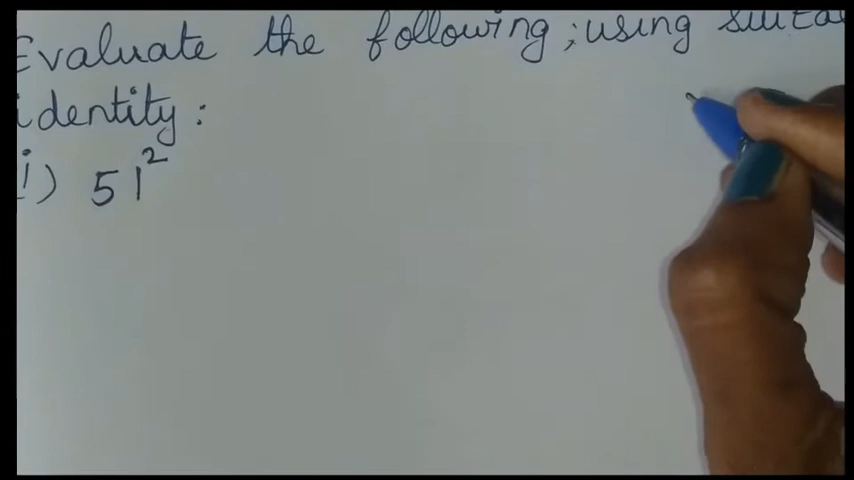 Evaluate the following ; using
identity :
i) 51²